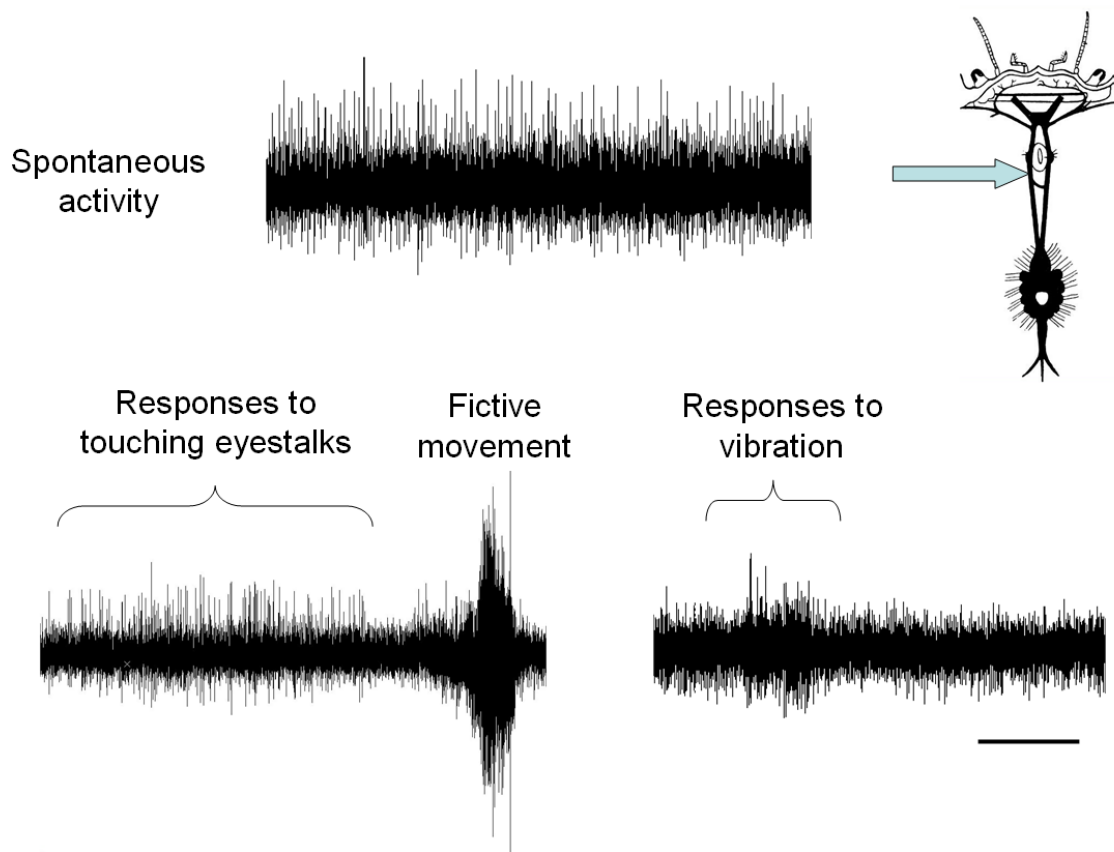 Spontaneous
activity
Responses to
touching eyestalks
Fictive
movement
Responses to
vibration